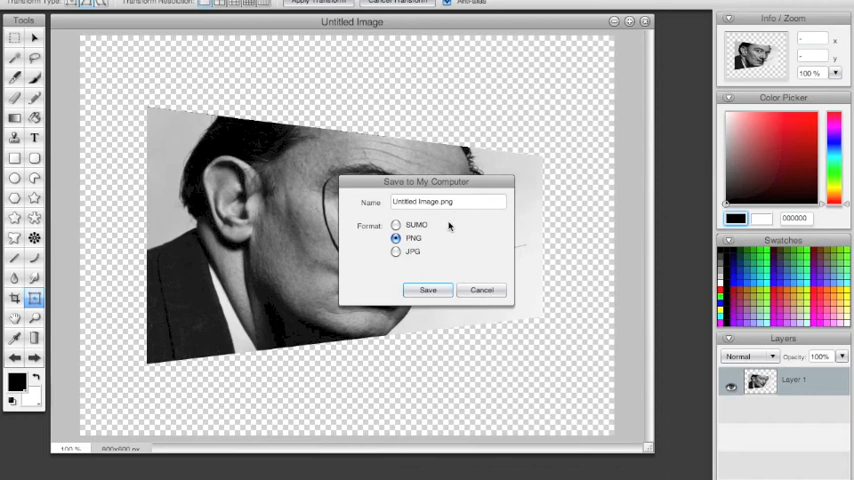 Transform Type:
Transform Resolution:
Apply Transform
Cancel Transform
Anti-alias
Untitled Image
Tools
T
Save to My Computer
Name
Untitled Image.png
Format:
SUMO
PNG
JPG
Save
Cancel
100 %
800x600 px
Info / Zoom
- x
- y
100 %
Color Picker
000000
Swatches
Layers
Normal
Opacity:
100%
Layer 1